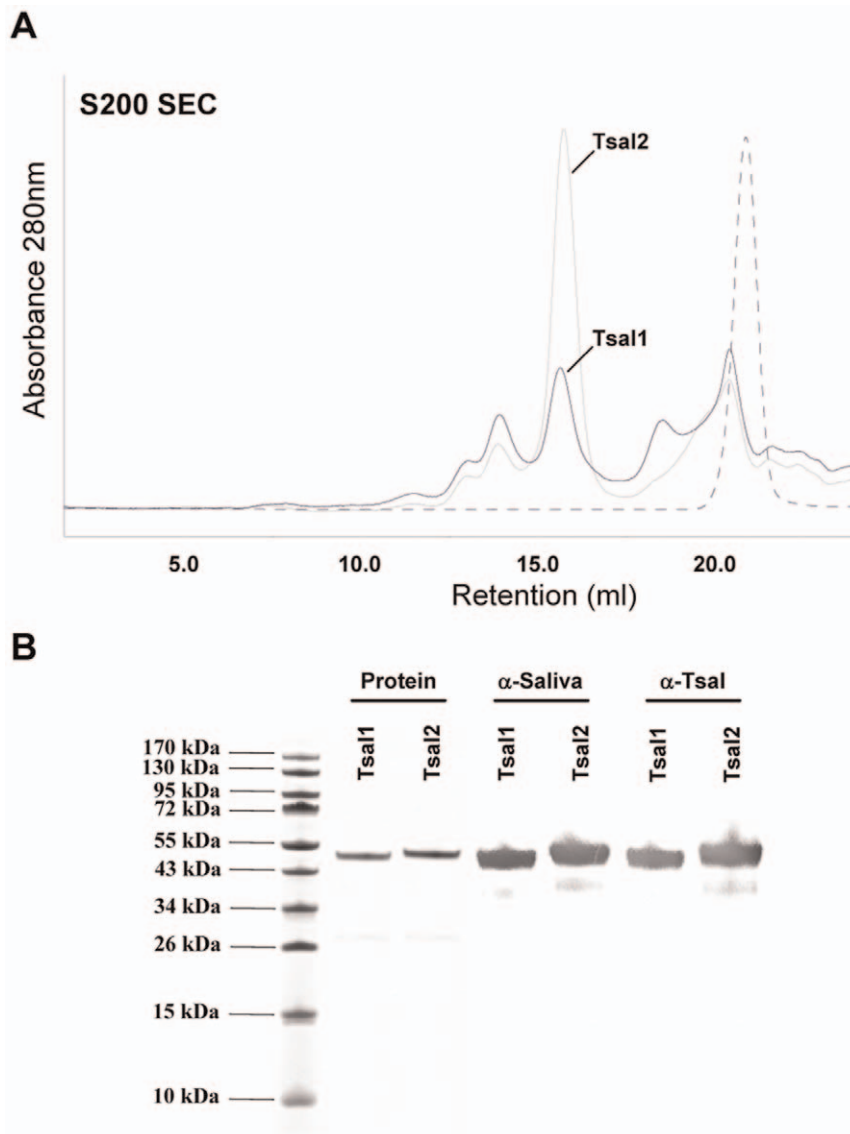 A
S200 SEC
Tsal2
Tsal1
Absorbance 280nm
5.0 10.0 15.0 20.0
Retention (ml)
B
Protein α-Saliva α-Tsal
Tsal1 Tsal2 Tsal1 Tsal2 Tsal1 Tsal2
170 kDa
130 kDa
95 kDa
72 kDa
55 kDa
43 kDa
34 kDa
26 kDa
15 kDa
10 kDa